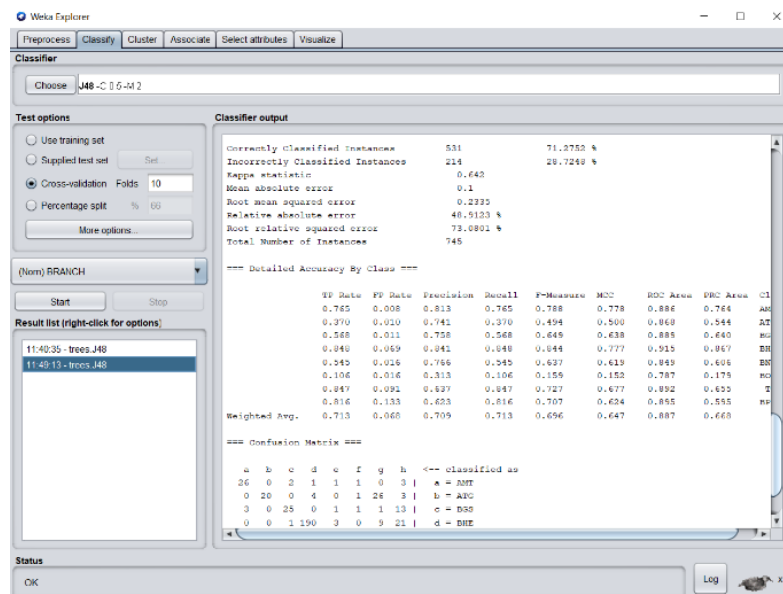 Weka Explorer
Preprocess Classify Cluster Associate Select attributes Visualize
Classifier
Choose J48 -C 0 5 -M 2
Test options
Use training set
Supplied test set Set
Cross-validation Folds 10
Percentage split % 66
More options...
(Nom) BRANCH
Start Stop
Result list (right-click for options)
11:40:35 - trees.J48
11:49:13 - trees.J48
Classifier output
Correctly Classified Instances 531 71.2752 %
Incorrectly Classified Instances 214 28.7248 %
Kappa statistic 0.642
Mean absolute error 0.1
Root mean squared error 0.2335
Relative absolute error 48.9123 %
Root relative squared error 73.0801 %
Total Number of Instances 745
=== Detailed Accuracy By Class ===
TP Rate FP Rate Precision Recall F-Measure MCC ROC Area PRC Area Cl
0.765 0.008 0.813 0.765 0.788 0.778 0.886 0.764 AM
0.370 0.010 0.741 0.370 0.494 0.500 0.868 0.544 AT
0.568 0.011 0.758 0.568 0.649 0.638 0.885 0.640 BG
0.848 0.069 0.841 0.848 0.844 0.777 0.915 0.867 BH
0.545 0.016 0.766 0.545 0.637 0.619 0.849 0.606 BN
0.106 0.016 0.313 0.106 0.159 0.152 0.787 0.179 BO
0.847 0.091 0.637 0.847 0.727 0.677 0.892 0.655 T
0.816 0.133 0.623 0.816 0.707 0.624 0.895 0.595 BP
Weighted Avg. 0.713 0.068 0.709 0.713 0.696 0.647 0.887 0.668
=== Confusion Matrix ===
a b c d e f g h <-- classified as
26 0 2 1 1 1 0 3 | a = AMT
0 20 0 4 0 1 26 3 | b = ATG
3 0 25 0 1 1 1 13 | c = BGS
0 0 1 190 3 0 9 21 | d = BHE
Status
OK
Log
x